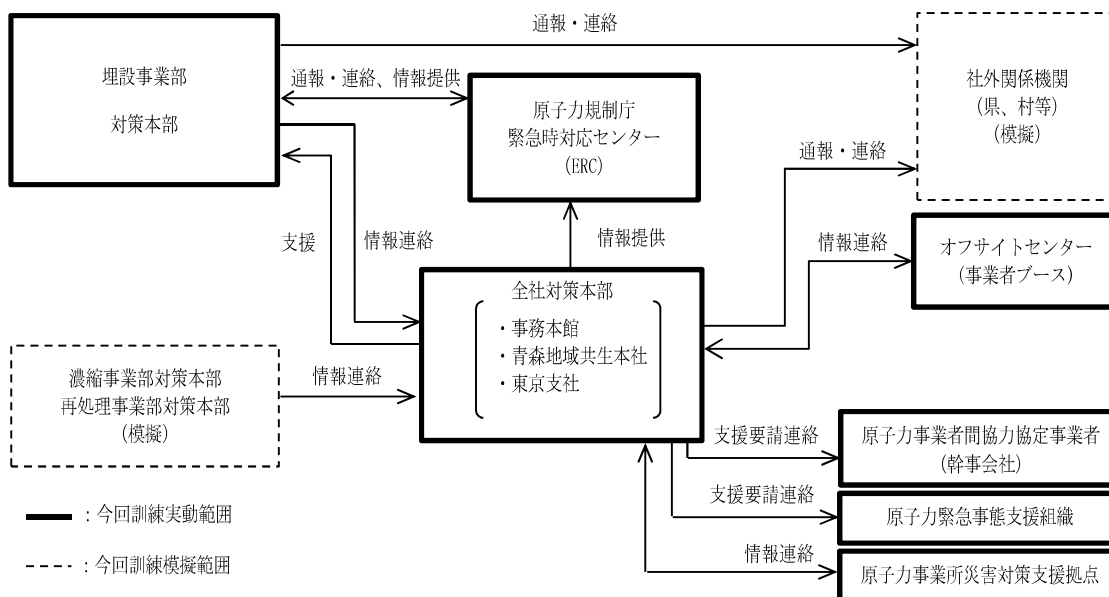 通報・連絡
埋設事業部
対策本部
通報・連絡、情報提供
原子力規制庁
緊急時対応センター
(ERC)
社外関係機関
(県、村等)
(模擬)
通報・連絡
支援
情報連絡
情報提供
情報連絡
オフサイトセンター
(事業者ブース)
全社対策本部
・事務本館
・青森地域共生本社
・東京支社
濃縮事業部対策本部
再処理事業部対策本部
(模擬)
情報連絡
支援要請連絡
原子力事業者間協力協定事業者
(幹事会社)
支援要請連絡
原子力緊急事態支援組織
情報連絡
原子力事業所災害対策支援拠点
：今回訓練実動範囲
：今回訓練模擬範囲